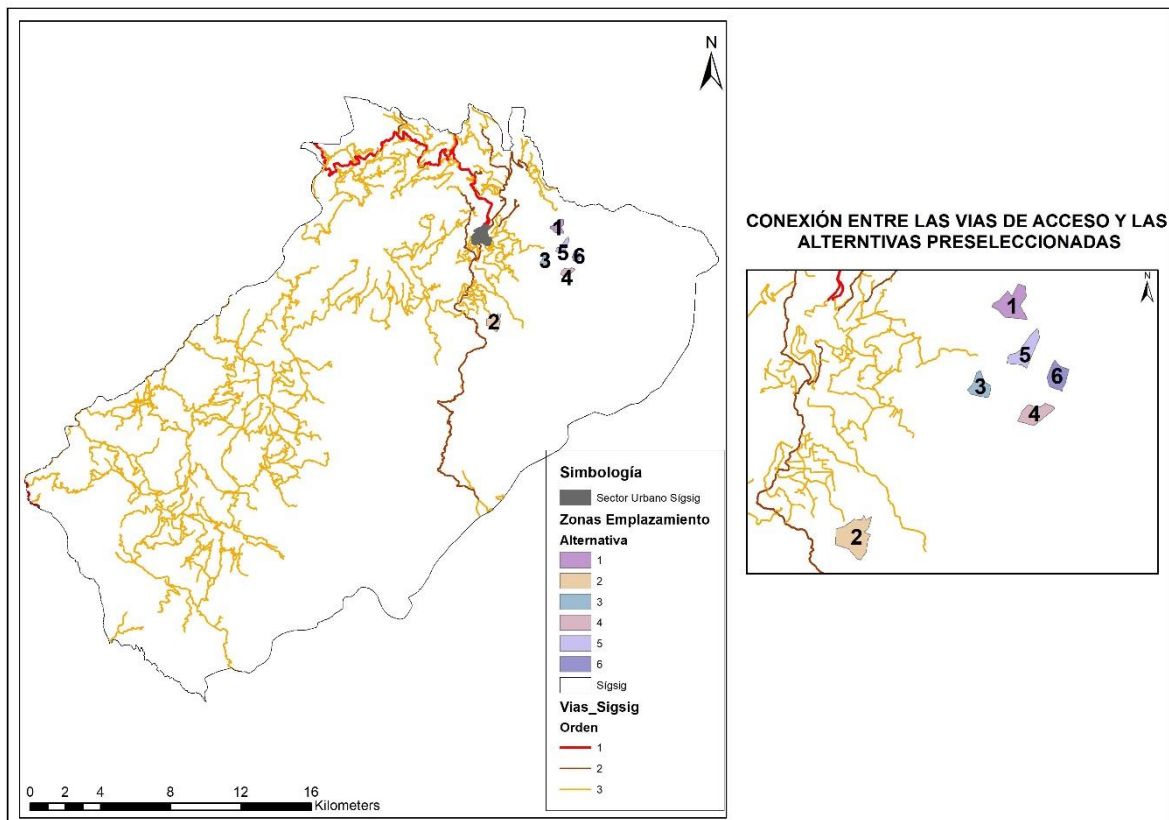 N
1
5
6
3
4
2
Simbología
Sector Urbano Sígsig
Zonas Emplazamiento
Alternativa
1
2
3
4
5
6
Sígsig
Vias_Sigsig
Orden
1
2
3
0 2 4 8 12 16
Kilometers
CONEXIÓN ENTRE LAS VIAS DE ACCESO Y LAS
ALTERNTIVAS PRESELECCIONADAS
N
1
5
6
3
4
2